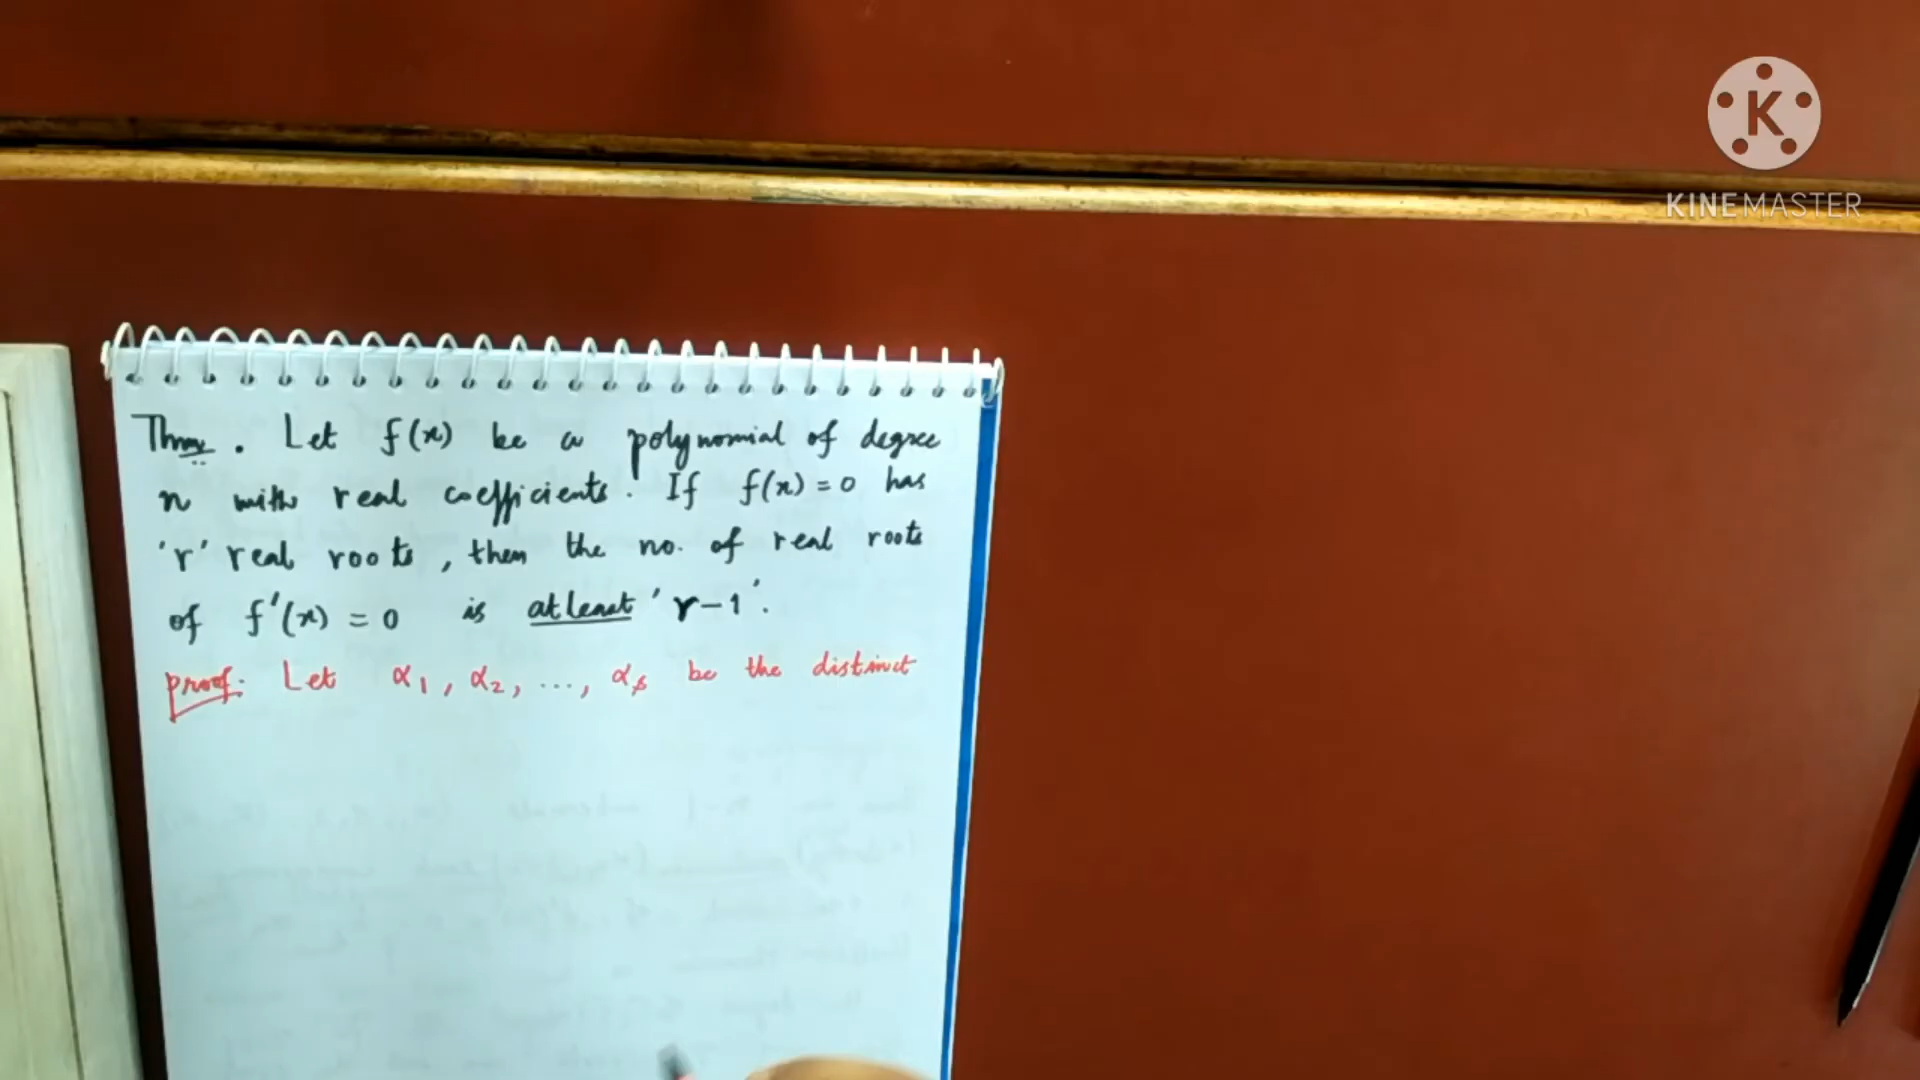 K
KINEMASTER
Thm. Let f(x) be a polynomial of degree
n with real coefficients. If f(x) = 0 has
'r' real roots, then the no. of real roots
of f'(x) = 0 is atleast 'r-1'.
proof. Let α₁, α₂, ..., αₛ be the distinct